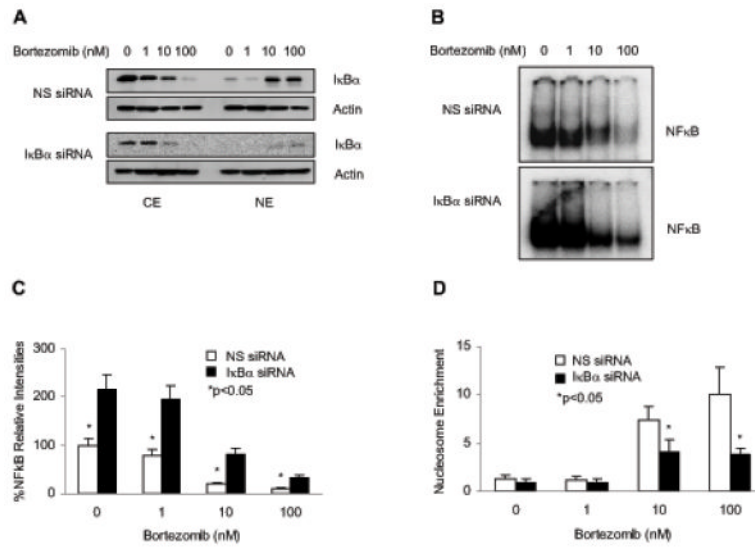 A
Bortezomib (nM) 0 1 10 100 0 1 10 100
NS siRNA
IκBα
Actin
IκBα siRNA
IκBα
Actin
CE NE
B
Bortezomib (nM) 0 1 10 100
NS siRNA
NFκB
IκBα siRNA
NFκB
C
%NFkB Relative Intensities
300
200
100
0
NS siRNA
IκBα siRNA
*p<0.05
* * * *
0 1 10 100
Bortezomib (nM)
D
Nucleosome Enrichment
15
10
5
0
NS siRNA
IκBα siRNA
*p<0.05
* *
0 1 10 100
Bortezomib (nM)